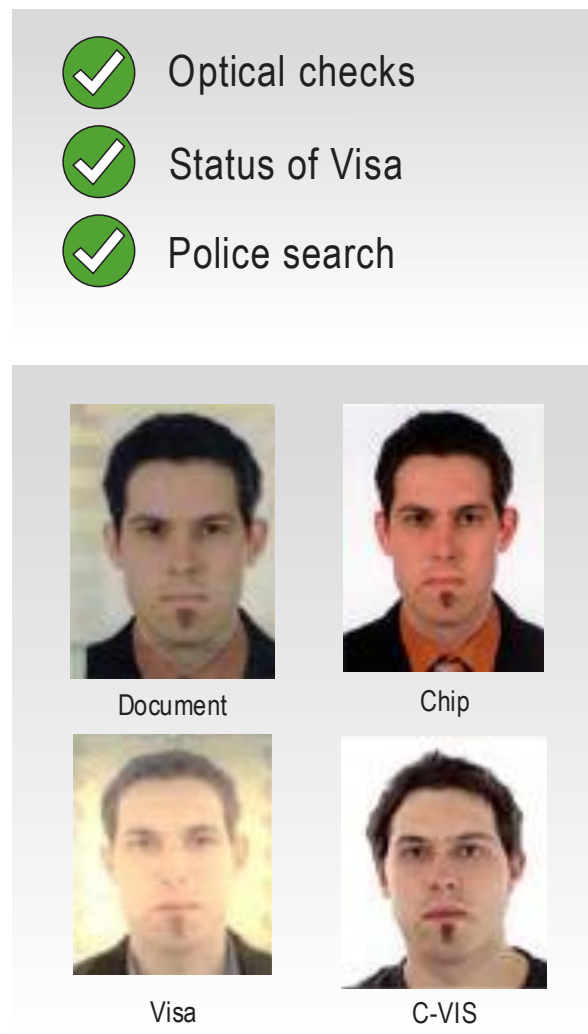 Optical checks
Status of Visa
Police search
Document
Chip
Visa
C-VIS